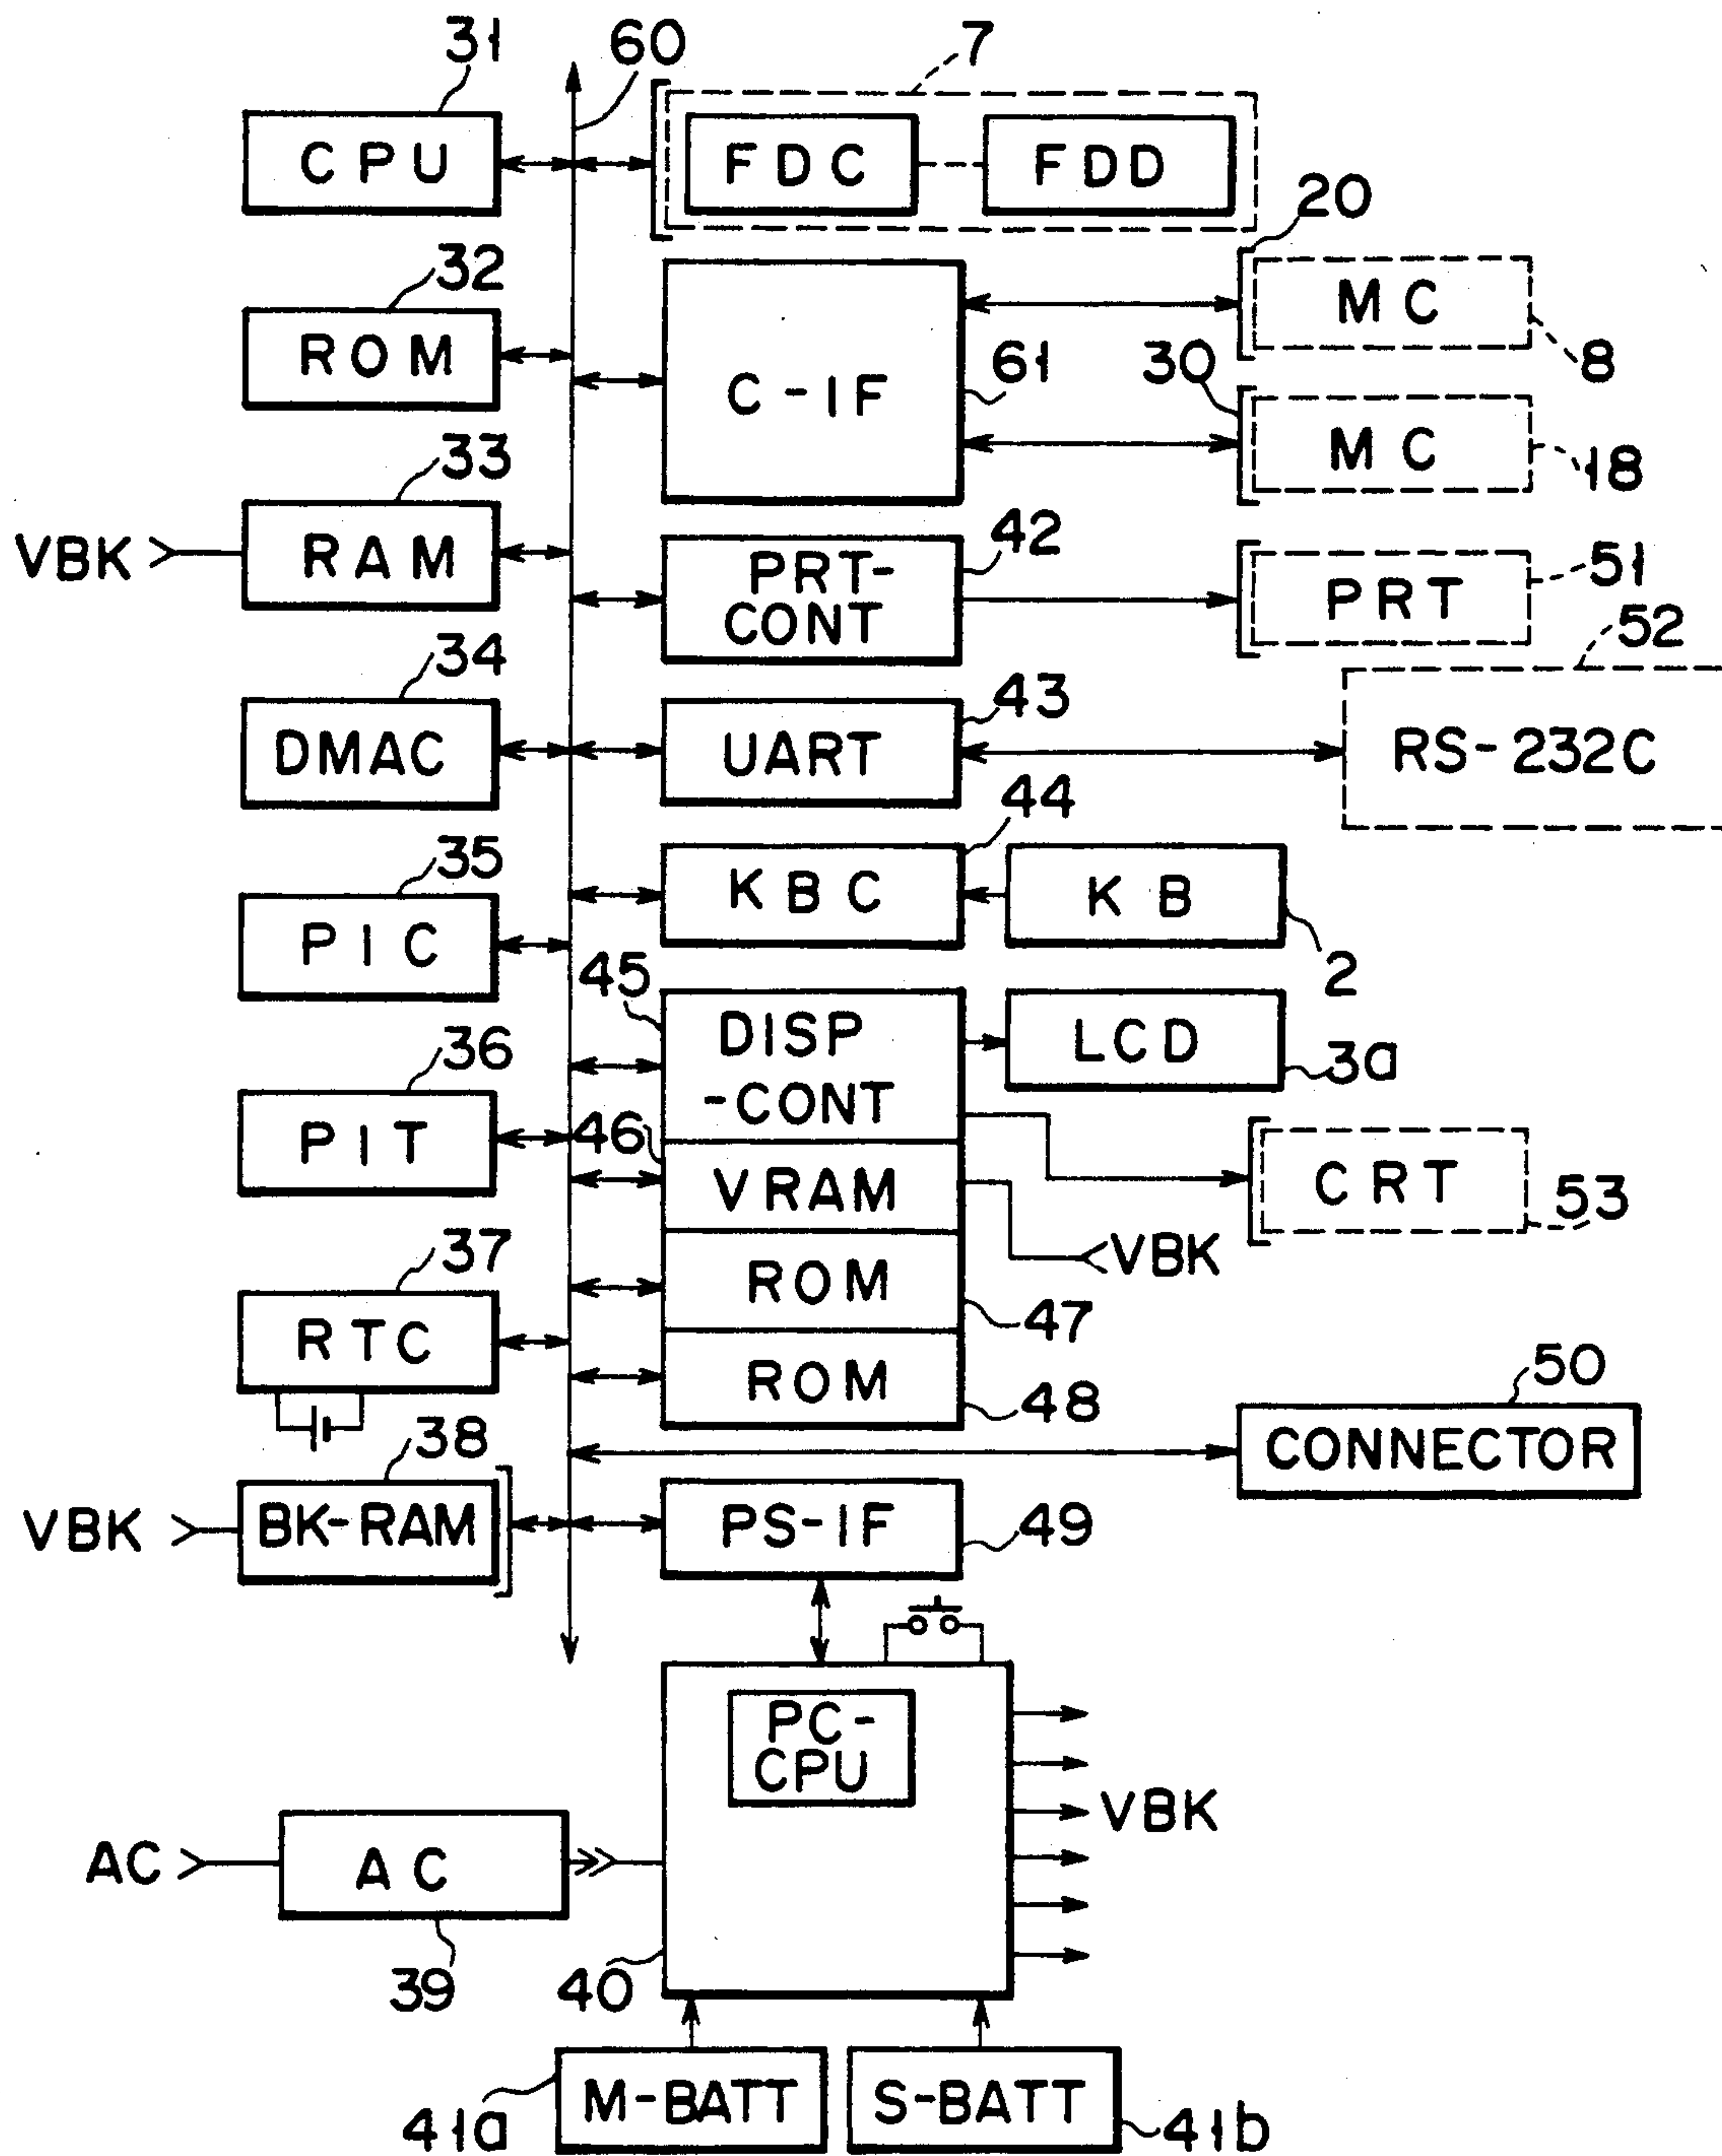 31
60
7
CPU
FDC
FDD
20
32
ROM
C-IF
61
MC
8
30
MC
18
33
VBK
RAM
42
PRT-
CONT
PRT
51
52
34
DMAC
43
UART
RS-232C
44
35
KBC
KB
2
PIC
45
DISP
-CONT
LCD
3a
36
PIT
46
VRAM
CRT
53
VBK
37
ROM
47
RTC
ROM
48
50
CONNECTOR
38
VBK
BK-RAM
PS-IF
49
PC-
CPU
VBK
AC
AC
39
40
M-BATT
S-BATT
41a
41b